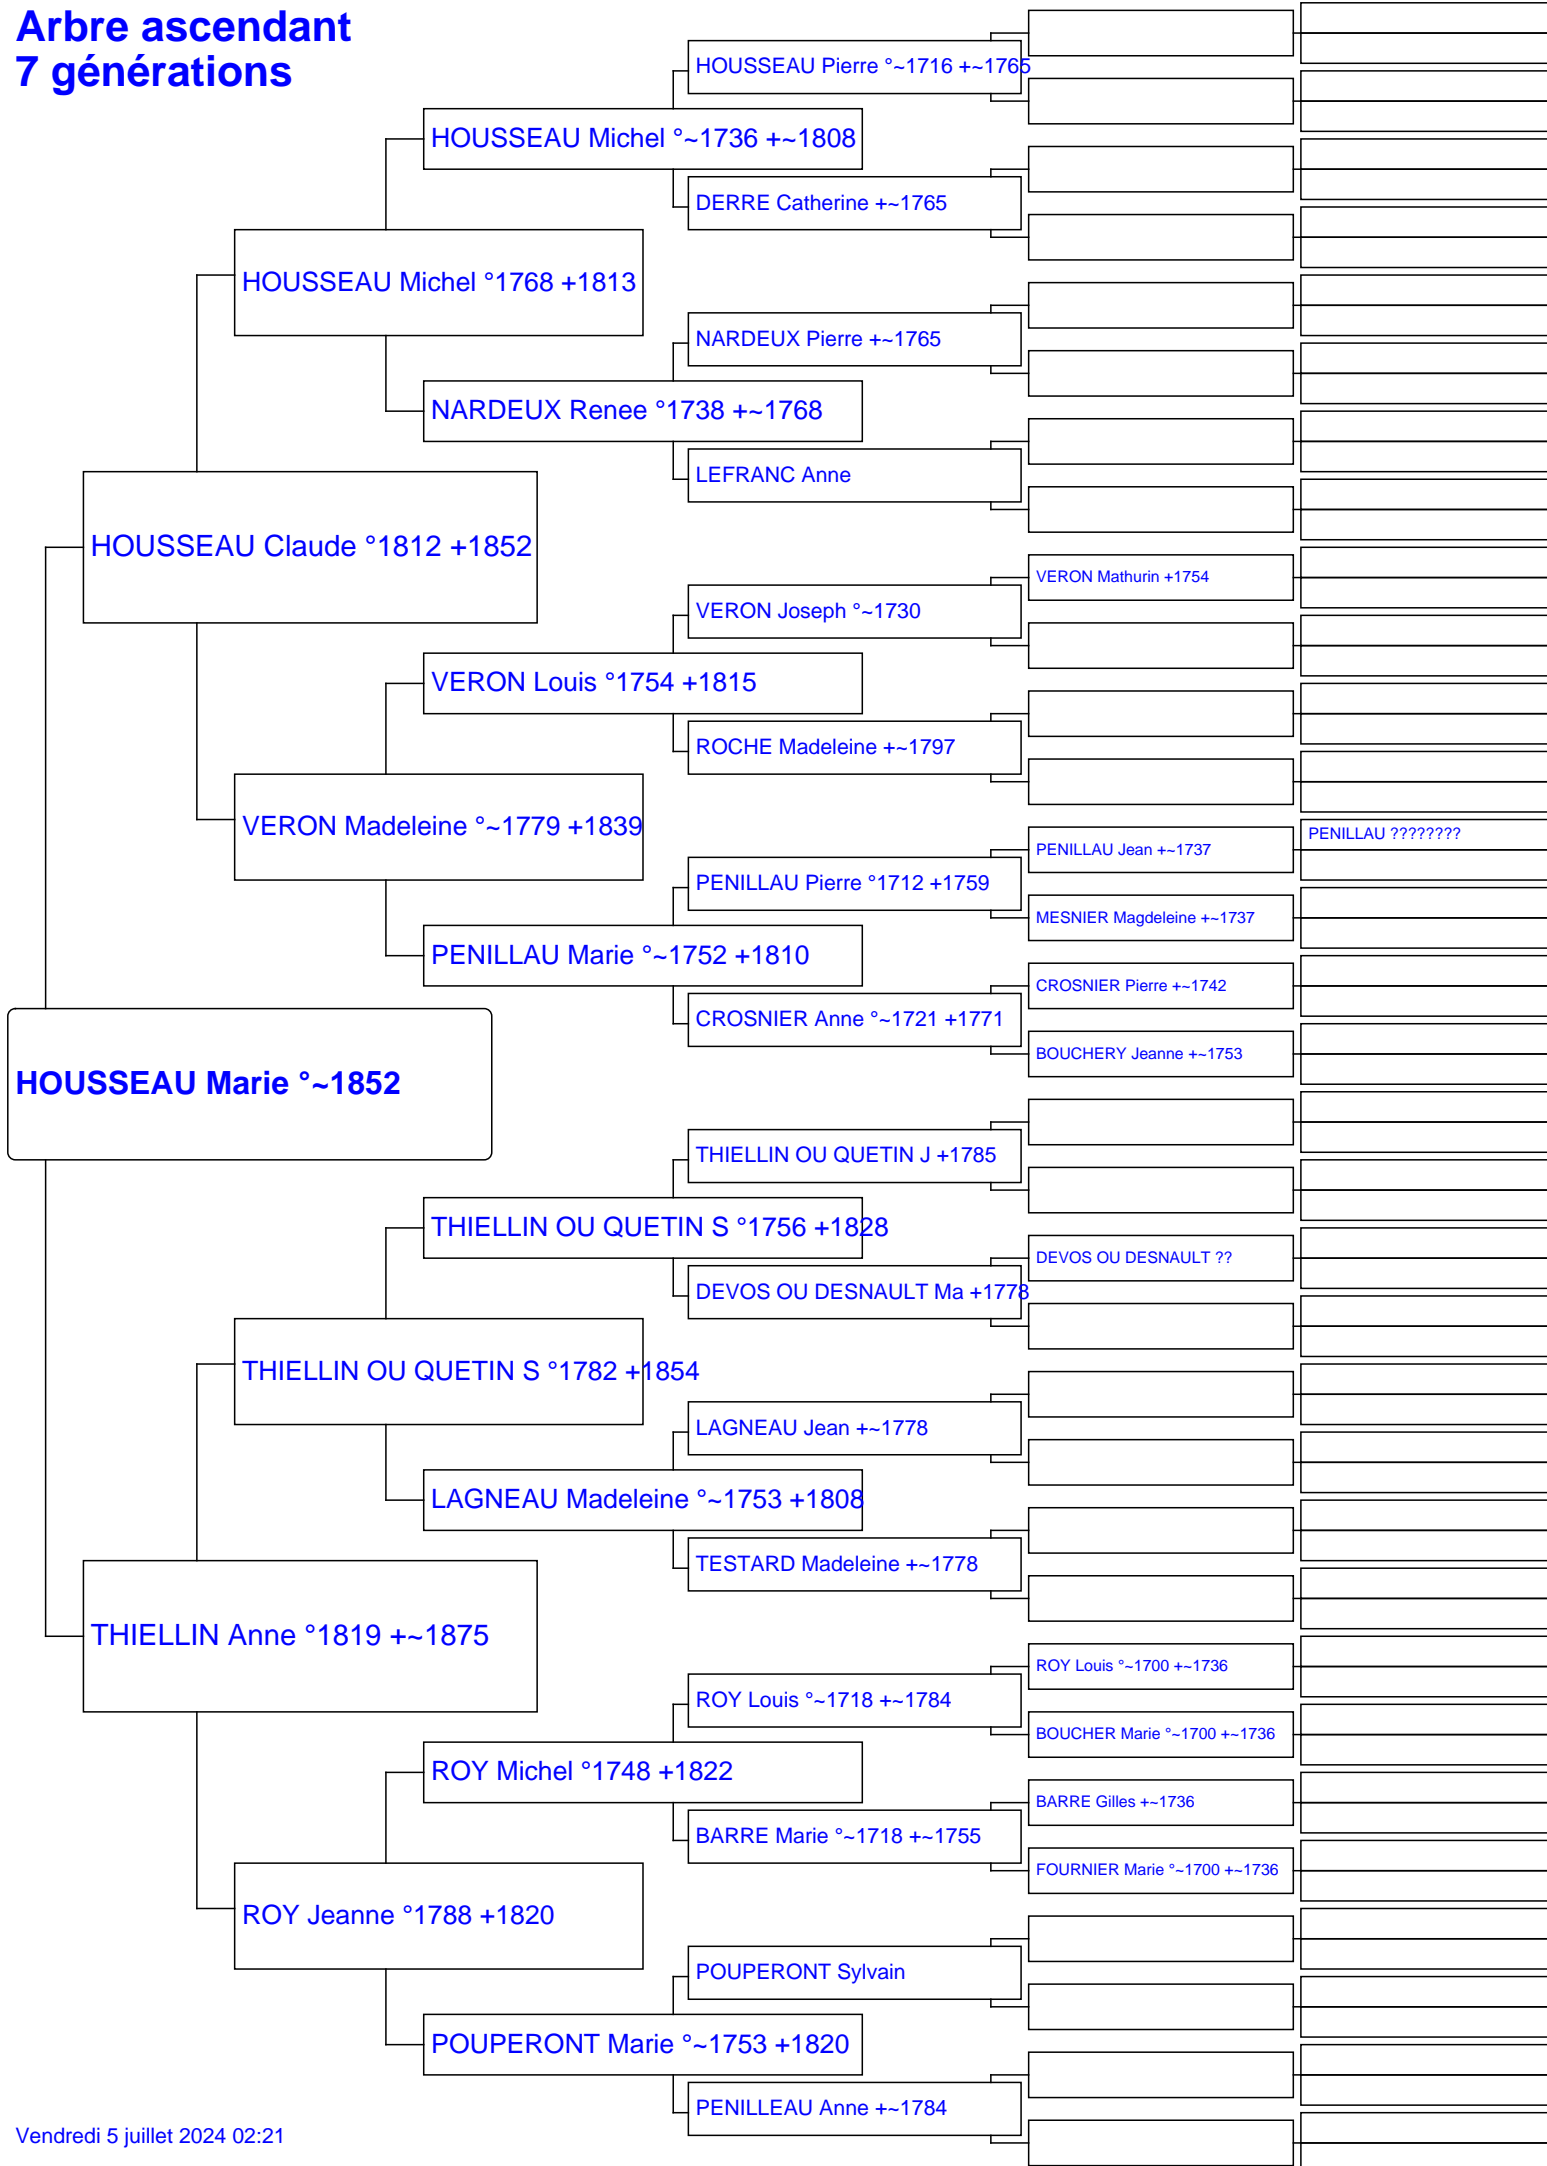 Arbre ascendant
7 générations
HOUSSEAU Pierre °~1716 +~1765
HOUSSEAU Michel °~1736 +~1808
DERRE Catherine +~1765
HOUSSEAU Michel °1768 +1813
NARDEUX Pierre +~1765
NARDEUX Renee °1738 +~1768
LEFRANC Anne
HOUSSEAU Claude °1812 +1852
VERON Mathurin +1754
VERON Joseph °~1730
VERON Louis °1754 +1815
ROCHE Madeleine +~1797
VERON Madeleine °~1779 +1839
PENILLAU ????????
PENILLAU Jean +~1737
PENILLAU Pierre °1712 +1759
MESNIER Magdeleine +~1737
PENILLAU Marie °~1752 +1810
CROSNIER Pierre +~1742
CROSNIER Anne °~1721 +1771
BOUCHERY Jeanne +~1753
HOUSSEAU Marie °~1852
THIELLIN OU QUETIN J +1785
THIELLIN OU QUETIN S °1756 +1828
DEVOS OU DESNAULT ??
DEVOS OU DESNAULT Ma +1778
THIELLIN OU QUETIN S °1782 +1854
LAGNEAU Jean +~1778
LAGNEAU Madeleine °~1753 +1808
TESTARD Madeleine +~1778
THIELLIN Anne °1819 +~1875
ROY Louis °~1700 +~1736
ROY Louis °~1718 +~1784
BOUCHER Marie °~1700 +~1736
ROY Michel °1748 +1822
BARRE Gilles +~1736
BARRE Marie °~1718 +~1755
FOURNIER Marie °~1700 +~1736
ROY Jeanne °1788 +1820
POUPERONT Sylvain
POUPERONT Marie °~1753 +1820
PENILLEAU Anne +~1784
Vendredi 5 juillet 2024 02:21